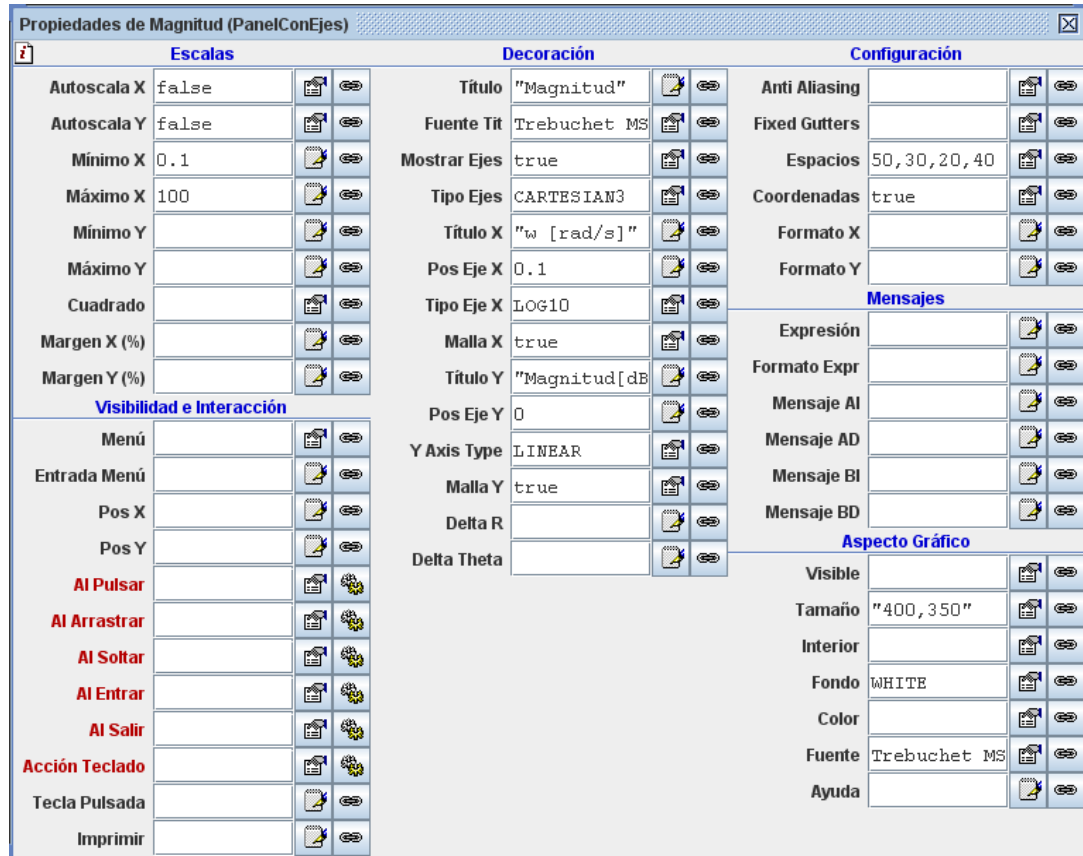 Propiedades de Magnitud (PanelConEjes)
Escalas
Autoscala X false
Autoscala Y false
Mínimo X 0.1
Máximo X 100
Mínimo Y
Máximo Y
Cuadrado
Margen X (%)
Margen Y (%)
Visibilidad e Interacción
Menú
Entrada Menú
Pos X
Pos Y
Al Pulsar
Al Arrastrar
Al Soltar
Al Entrar
Al Salir
Acción Teclado
Tecla Pulsada
Imprimir
Decoración
Título "Magnitud"
Fuente Tit Trebuchet MS
Mostrar Ejes true
Tipo Ejes CARTESIAN3
Título X "w [rad/s]"
Pos Eje X 0.1
Tipo Eje X LOG10
Malla X true
Título Y "Magnitud[dB
Pos Eje Y 0
Y Axis Type LINEAR
Malla Y true
Delta R
Delta Theta
Configuración
Anti Aliasing
Fixed Gutters
Espacios 50,30,20,40
Coordenadas true
Formato X
Formato Y
Mensajes
Expresión
Formato Expr
Mensaje AI
Mensaje AD
Mensaje BI
Mensaje BD
Aspecto Gráfico
Visible
Tamaño "400,350"
Interior
Fondo WHITE
Color
Fuente Trebuchet MS
Ayuda